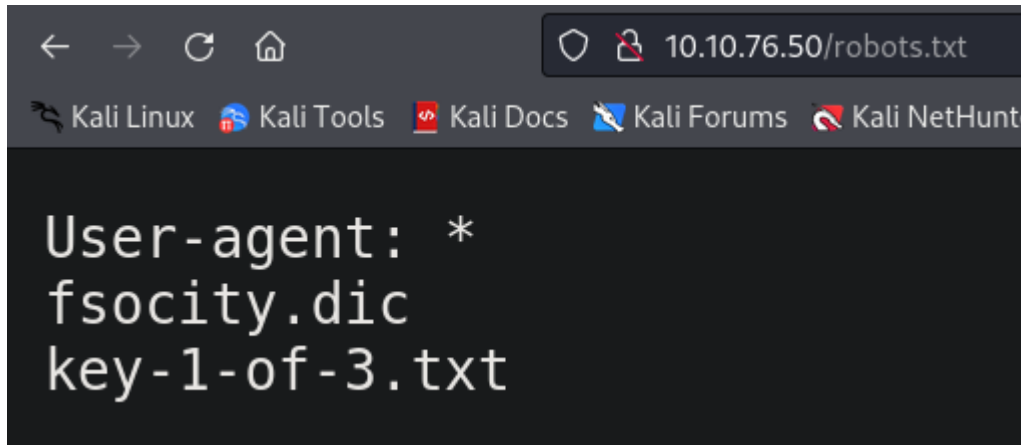 10.10.76.50/robots.txt
Kali Linux Kali Tools Kali Docs Kali Forums Kali NetHunt
User-agent: *
fsocity.dic
key-1-of-3.txt